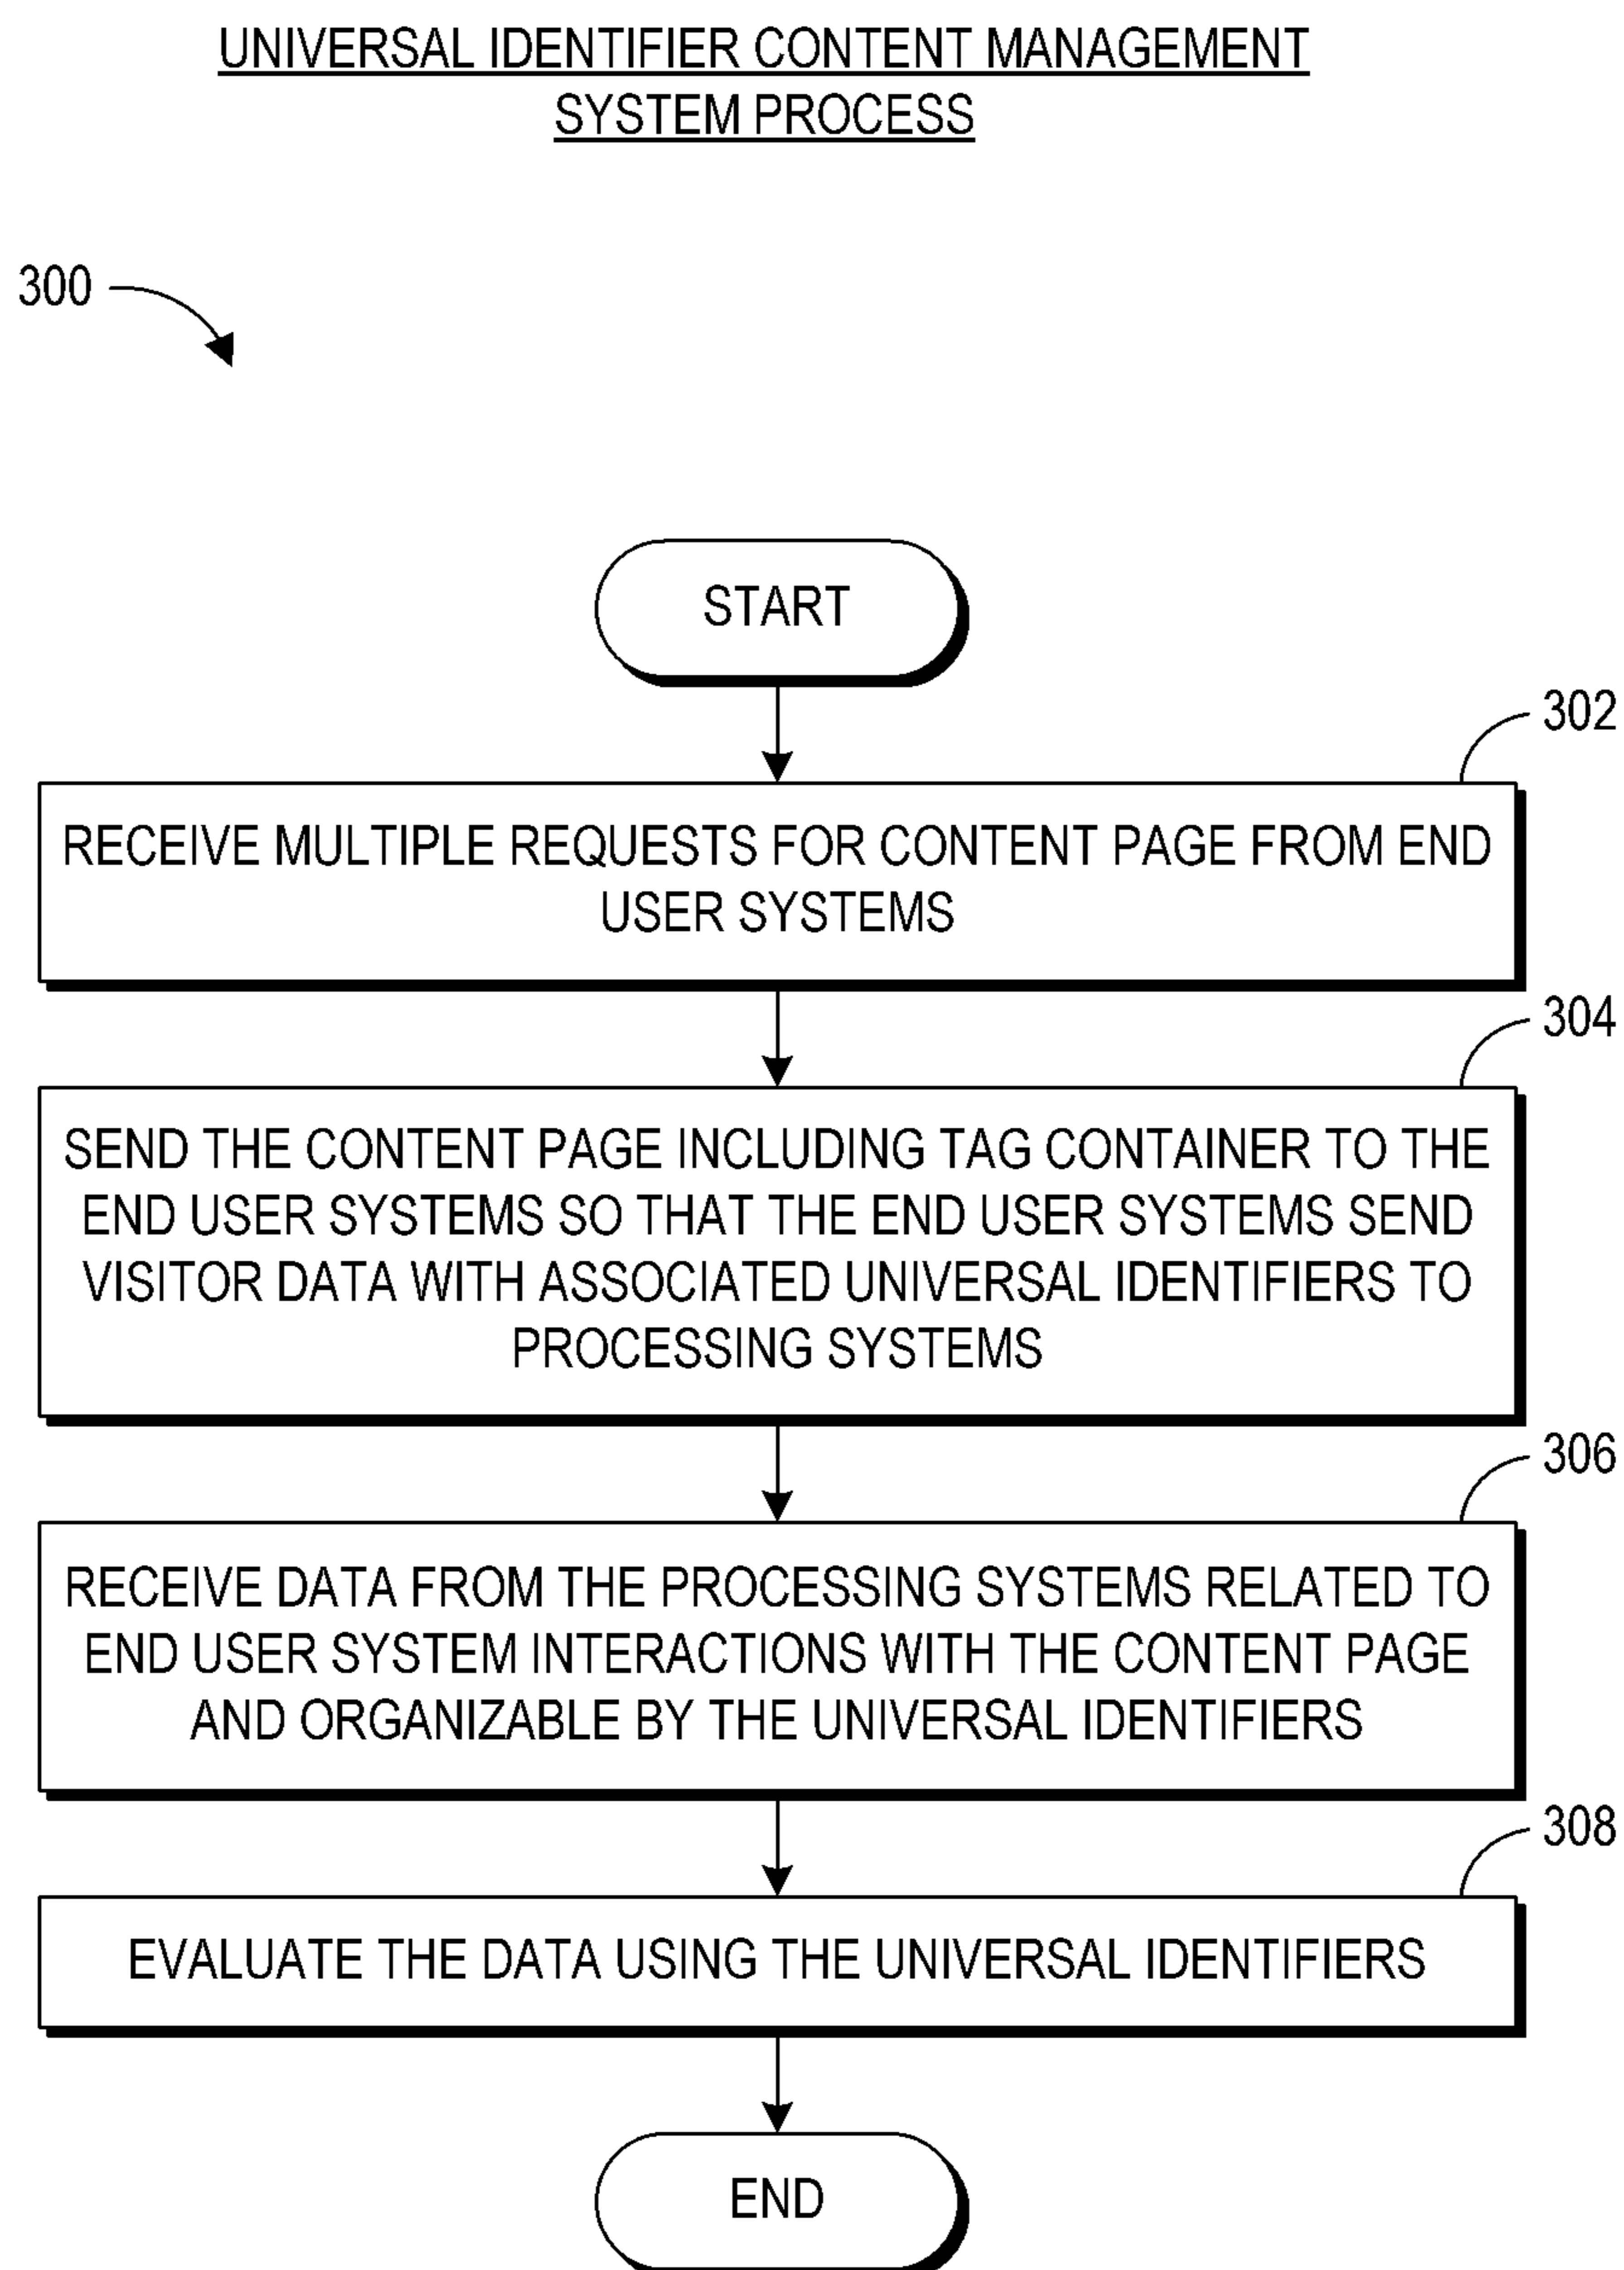 UNIVERSAL IDENTIFIER CONTENT MANAGEMENT
SYSTEM PROCESS
300
START
302
RECEIVE MULTIPLE REQUESTS FOR CONTENT PAGE FROM END
USER SYSTEMS
304
SEND THE CONTENT PAGE INCLUDING TAG CONTAINER TO THE
END USER SYSTEMS SO THAT THE END USER SYSTEMS SEND
VISITOR DATA WITH ASSOCIATED UNIVERSAL IDENTIFIERS TO
PROCESSING SYSTEMS
306
RECEIVE DATA FROM THE PROCESSING SYSTEMS RELATED TO
END USER SYSTEM INTERACTIONS WITH THE CONTENT PAGE
AND ORGANIZABLE BY THE UNIVERSAL IDENTIFIERS
308
EVALUATE THE DATA USING THE UNIVERSAL IDENTIFIERS
END